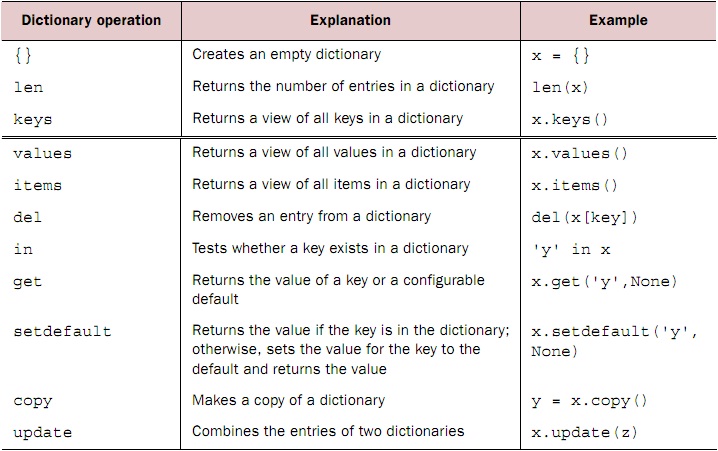 Dictionary operation Explanation Example
{} Creates an empty dictionary x = {}
len Returns the number of entries in a dictionary len(x)
keys Returns a view of all keys in a dictionary x.keys()
values Returns a view of all values in a dictionary x.values()
items Returns a view of all items in a dictionary x.items()
del Removes an entry from a dictionary del(x[key])
in Tests whether a key exists in a dictionary 'y' in x
get Returns the value of a key or a configurable x.get('y',None)
default
setdefault Returns the value if the key is in the dictionary; x.setdefault('y',
otherwise, sets the value for the key to the None)
default and returns the value
copy Makes a copy of a dictionary y = x.copy()
update Combines the entries of two dictionaries x.update(z)